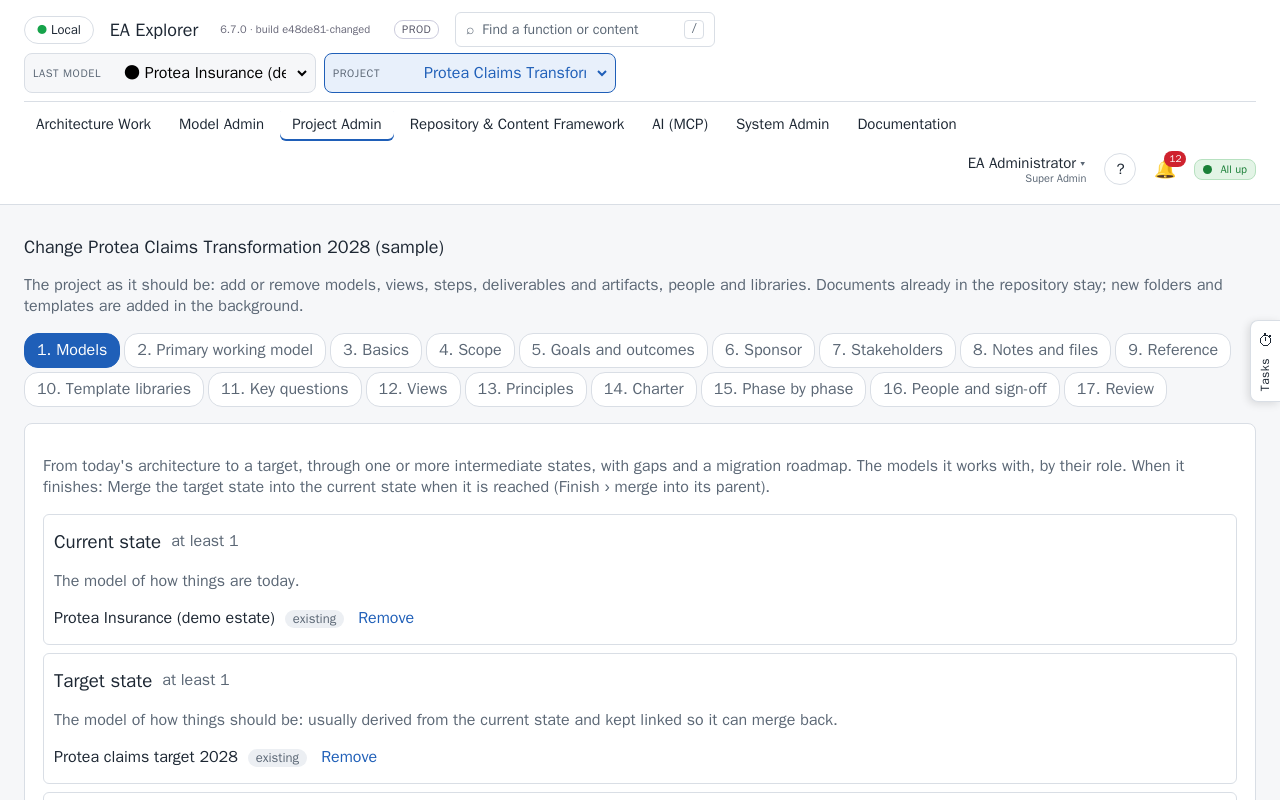 Local
EA Explorer
6.7.0 · build e48de81-changed
PROD
Find a function or content
/
LAST MODEL
Protea Insurance (de
PROJECT
Protea Claims Transfor
Architecture Work
Model Admin
Project Admin
Repository & Content Framework
AI (MCP)
System Admin
Documentation
EA Administrator
Super Admin
?
12
All up
Change Protea Claims Transformation 2028 (sample)
The project as it should be: add or remove models, views, steps, deliverables and artifacts, people and libraries. Documents already in the repository stay; new folders and
templates are added in the background.
1. Models
2. Primary working model
3. Basics
4. Scope
5. Goals and outcomes
6. Sponsor
7. Stakeholders
8. Notes and files
9. Reference
10. Template libraries
11. Key questions
12. Views
13. Principles
14. Charter
15. Phase by phase
16. People and sign-off
17. Review
Tasks
From today's architecture to a target, through one or more intermediate states, with gaps and a migration roadmap. The models it works with, by their role. When it
finishes: Merge the target state into the current state when it is reached (Finish › merge into its parent).
Current state at least 1
The model of how things are today.
Protea Insurance (demo estate) existing Remove
Target state at least 1
The model of how things should be: usually derived from the current state and kept linked so it can merge back.
Protea claims target 2028 existing Remove